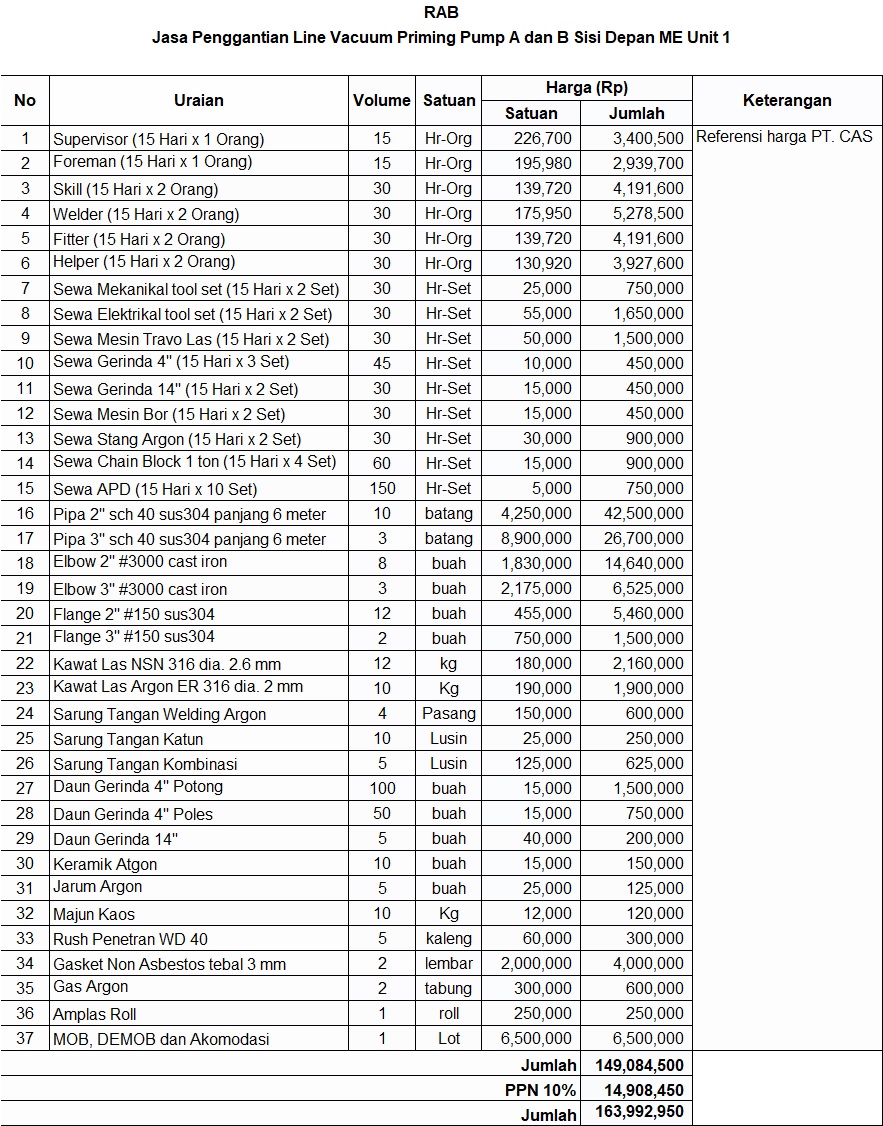 RAB
Jasa Penggantian Line Vacuum Priming Pump A dan B Sisi Depan ME Unit 1
No Uraian Volume Satuan Harga (Rp) Keterangan
Satuan Jumlah
1 Supervisor (15 Hari x 1 Orang) 15 Hr-Org 226,700 3,400,500 Referensi harga PT. CAS
2 Foreman (15 Hari x 1 Orang) 15 Hr-Org 195,980 2,939,700
3 Skill (15 Hari x 2 Orang) 30 Hr-Org 139,720 4,191,600
4 Welder (15 Hari x 2 Orang) 30 Hr-Org 175,950 5,278,500
5 Fitter (15 Hari x 2 Orang) 30 Hr-Org 139,720 4,191,600
6 Helper (15 Hari x 2 Orang) 30 Hr-Org 130,920 3,927,600
7 Sewa Mekanikal tool set (15 Hari x 2 Set) 30 Hr-Set 25,000 750,000
8 Sewa Elektrikal tool set (15 Hari x 2 Set) 30 Hr-Set 55,000 1,650,000
9 Sewa Mesin Travo Las (15 Hari x 2 Set) 30 Hr-Set 50,000 1,500,000
10 Sewa Gerinda 4" (15 Hari x 3 Set) 45 Hr-Set 10,000 450,000
11 Sewa Gerinda 14" (15 Hari x 2 Set) 30 Hr-Set 15,000 450,000
12 Sewa Mesin Bor (15 Hari x 2 Set) 30 Hr-Set 15,000 450,000
13 Sewa Stang Argon (15 Hari x 2 Set) 30 Hr-Set 30,000 900,000
14 Sewa Chain Block 1 ton (15 Hari x 4 Set) 60 Hr-Set 15,000 900,000
15 Sewa APD (15 Hari x 10 Set) 150 Hr-Set 5,000 750,000
16 Pipa 2" sch 40 sus304 panjang 6 meter 10 batang 4,250,000 42,500,000
17 Pipa 3" sch 40 sus304 panjang 6 meter 3 batang 8,900,000 26,700,000
18 Elbow 2" #3000 cast iron 8 buah 1,830,000 14,640,000
19 Elbow 3" #3000 cast iron 3 buah 2,175,000 6,525,000
20 Flange 2" #150 sus304 12 buah 455,000 5,460,000
21 Flange 3" #150 sus304 2 buah 750,000 1,500,000
22 Kawat Las NSN 316 dia. 2.6 mm 12 kg 180,000 2,160,000
23 Kawat Las Argon ER 316 dia. 2 mm 10 Kg 190,000 1,900,000
24 Sarung Tangan Welding Argon 4 Pasang 150,000 600,000
25 Sarung Tangan Katun 10 Lusin 25,000 250,000
26 Sarung Tangan Kombinasi 5 Lusin 125,000 625,000
27 Daun Gerinda 4" Potong 100 buah 15,000 1,500,000
28 Daun Gerinda 4" Poles 50 buah 15,000 750,000
29 Daun Gerinda 14" 5 buah 40,000 200,000
30 Keramik Atgon 10 buah 15,000 150,000
31 Jarum Argon 5 buah 25,000 125,000
32 Majun Kaos 10 Kg 12,000 120,000
33 Rush Penetran WD 40 5 kaleng 60,000 300,000
34 Gasket Non Asbestos tebal 3 mm 2 lembar 2,000,000 4,000,000
35 Gas Argon 2 tabung 300,000 600,000
36 Amplas Roll 1 roll 250,000 250,000
37 MOB, DEMOB dan Akomodasi 1 Lot 6,500,000 6,500,000
Jumlah 149,084,500
PPN 10% 14,908,450
Jumlah 163,992,950